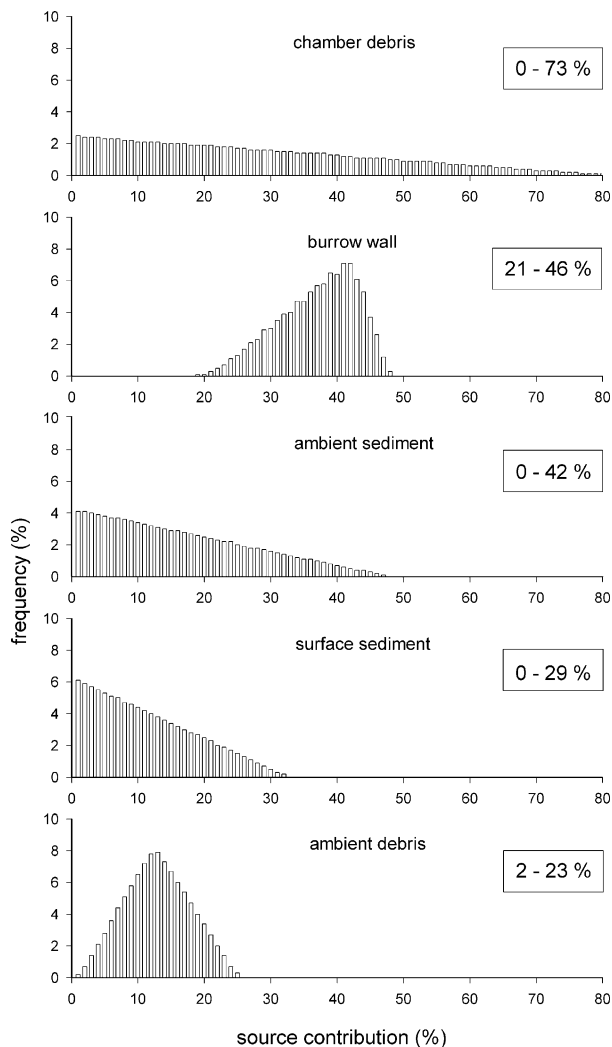 10
8
6
4
2
0
chamber debris
0 - 73 %
0 10 20 30 40 50 60 70 80
10
8
6
4
2
0
burrow wall
21 - 46 %
0 10 20 30 40 50 60 70 80
10
8
6
4
2
0
ambient sediment
0 - 42 %
0 10 20 30 40 50 60 70 80
frequency (%)
10
8
6
4
2
0
surface sediment
0 - 29 %
0 10 20 30 40 50 60 70 80
10
8
6
4
2
0
ambient debris
2 - 23 %
0 10 20 30 40 50 60 70 80
source contribution (%)